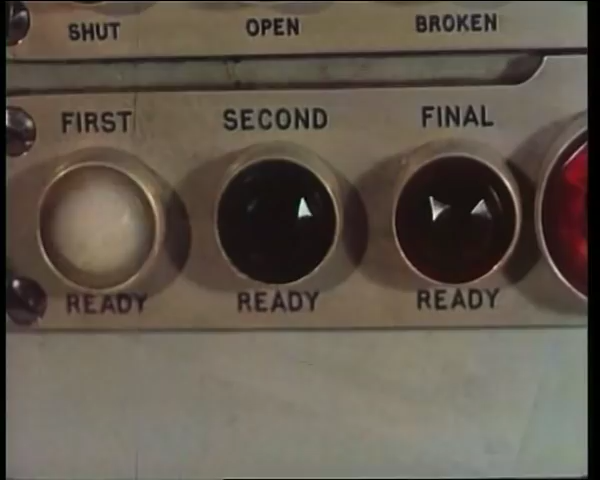 SHUT OPEN BROKEN
FIRST SECOND FINAL
READY READY READY